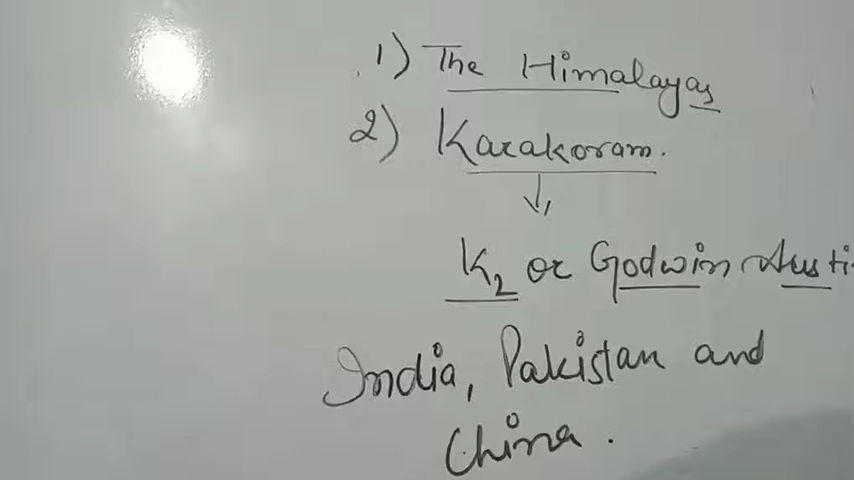 1) The Himalayas
2) Karakoram.
K2 or Godwin Austi
India, Pakistan and
China.